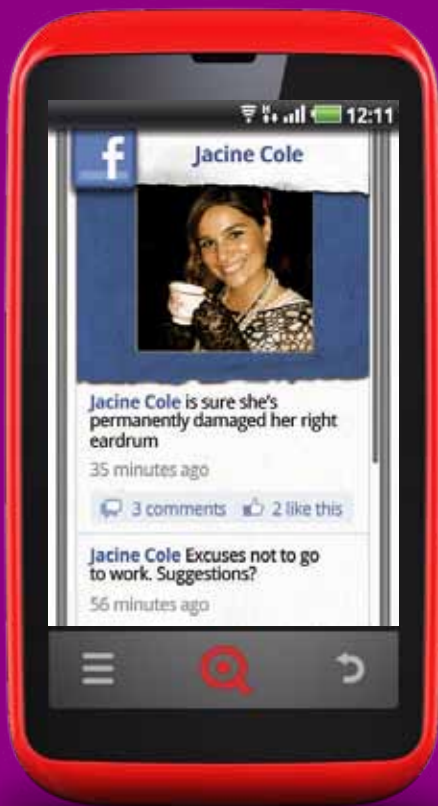 12:11
f
Jacine Cole
Jacine Cole is sure she's
permanently damaged her right
eardrum
35 minutes ago
3 comments 2 like this
Jacine Cole Excuses not to go
to work. Suggestions?
56 minutes ago